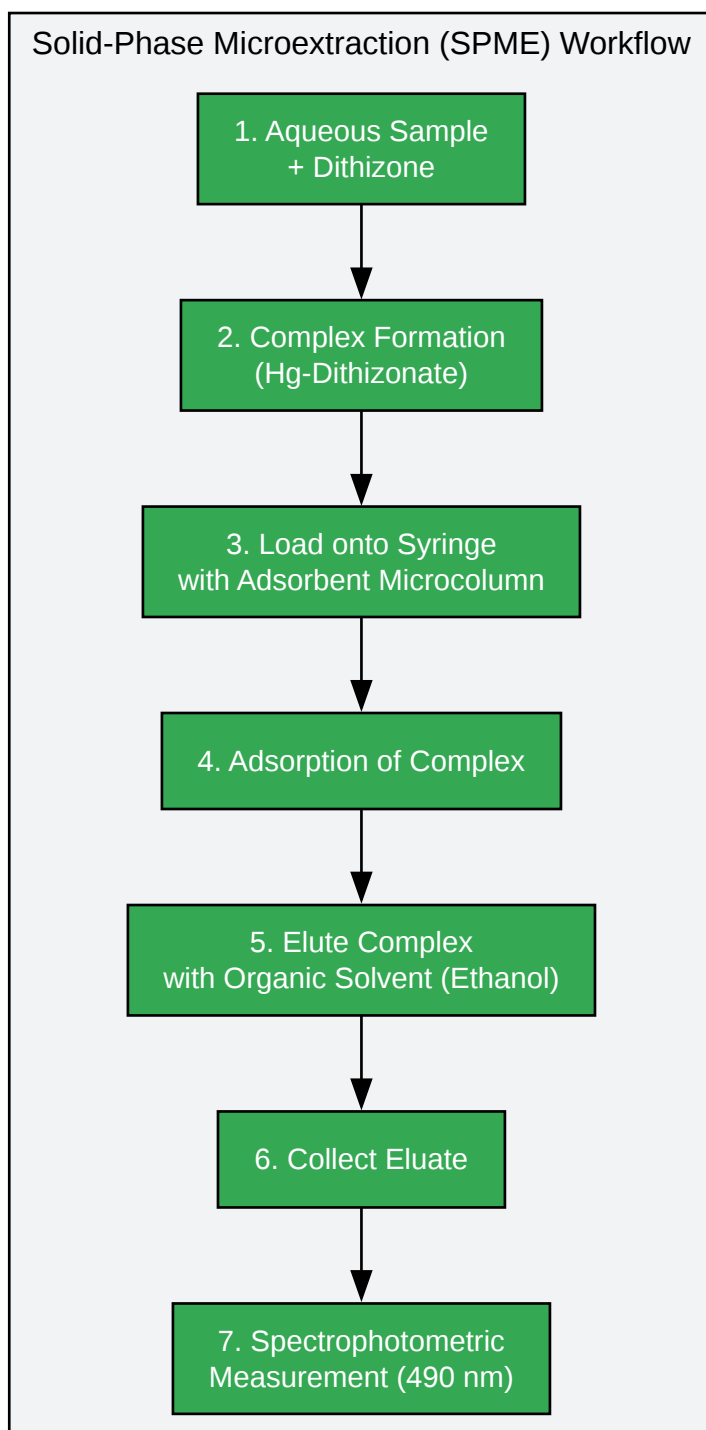 Solid-Phase Microextraction (SPME) Workflow
1. Aqueous Sample
+ Dithizone
2. Complex Formation
(Hg-Dithizonate)
3. Load onto Syringe
with Adsorbent Microcolumn
4. Adsorption of Complex
5. Elute Complex
with Organic Solvent (Ethanol)
6. Collect Eluate
7. Spectrophotometric
Measurement (490 nm)